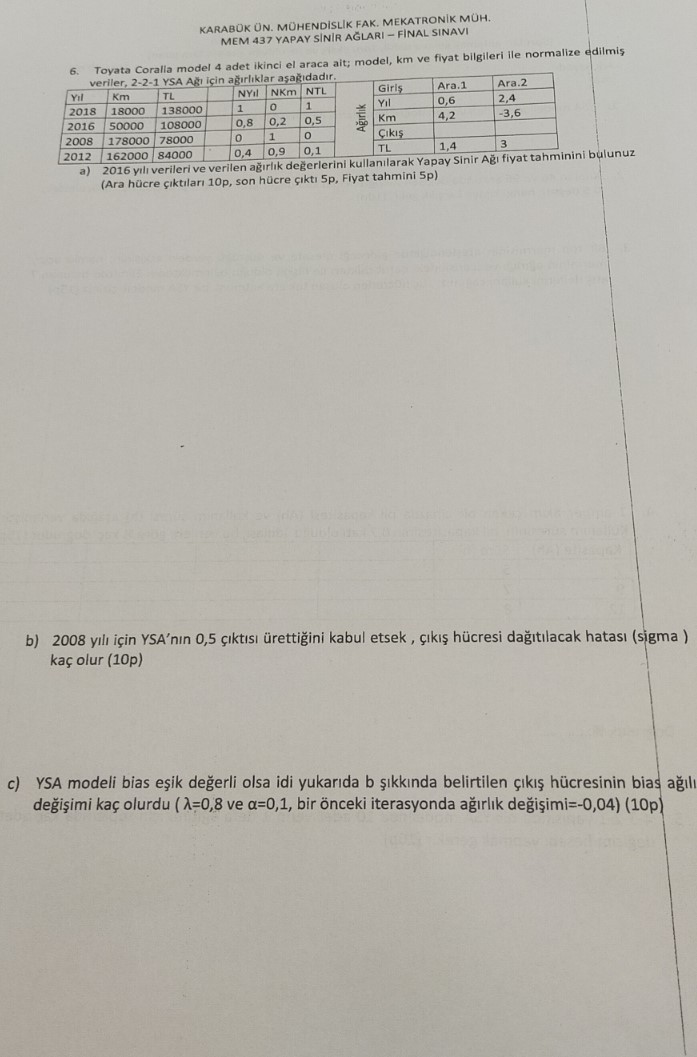 KARABÜK ÜN. MÜHENDİSLİK FAK. MEKATRONİK MÜH.
MEM 437 YAPAY SİNİR AĞLARI – FİNAL SINAVI
6. Toyata Coralla model 4 adet ikinci el araca ait; model, km ve fiyat bilgileri ile normalize edilmiş
veriler, 2-2-1 YSA Ağı için ağırlıklar aşağıdadır.
Yıl Km TL NYıl NKm NTL
2018 18000 138000 1 0 1
2016 50000 108000 0,8 0,2 0,5
2008 178000 78000 0 1 0
2012 162000 84000 0,4 0,9 0,1
Ağırlık
Giriş Ara.1 Ara.2
Yıl 0,6 2,4
Km 4,2 -3,6
Çıkış
TL 1,4 3
a) 2016 yılı verileri ve verilen ağırlık değerlerini kullanılarak Yapay Sinir Ağı fiyat tahminini bulunuz
(Ara hücre çıktıları 10p, son hücre çıktı 5p, Fiyat tahmini 5p)
b) 2008 yılı için YSA'nın 0,5 çıktısı ürettiğini kabul etsek , çıkış hücresi dağıtılacak hatası (sigma )
kaç olur (10p)
c) YSA modeli bias eşik değerli olsa idi yukarıda b şıkkında belirtilen çıkış hücresinin bias ağılı
değişimi kaç olurdu ( λ=0,8 ve α=0,1, bir önceki iterasyonda ağırlık değişimi=-0,04) (10p)